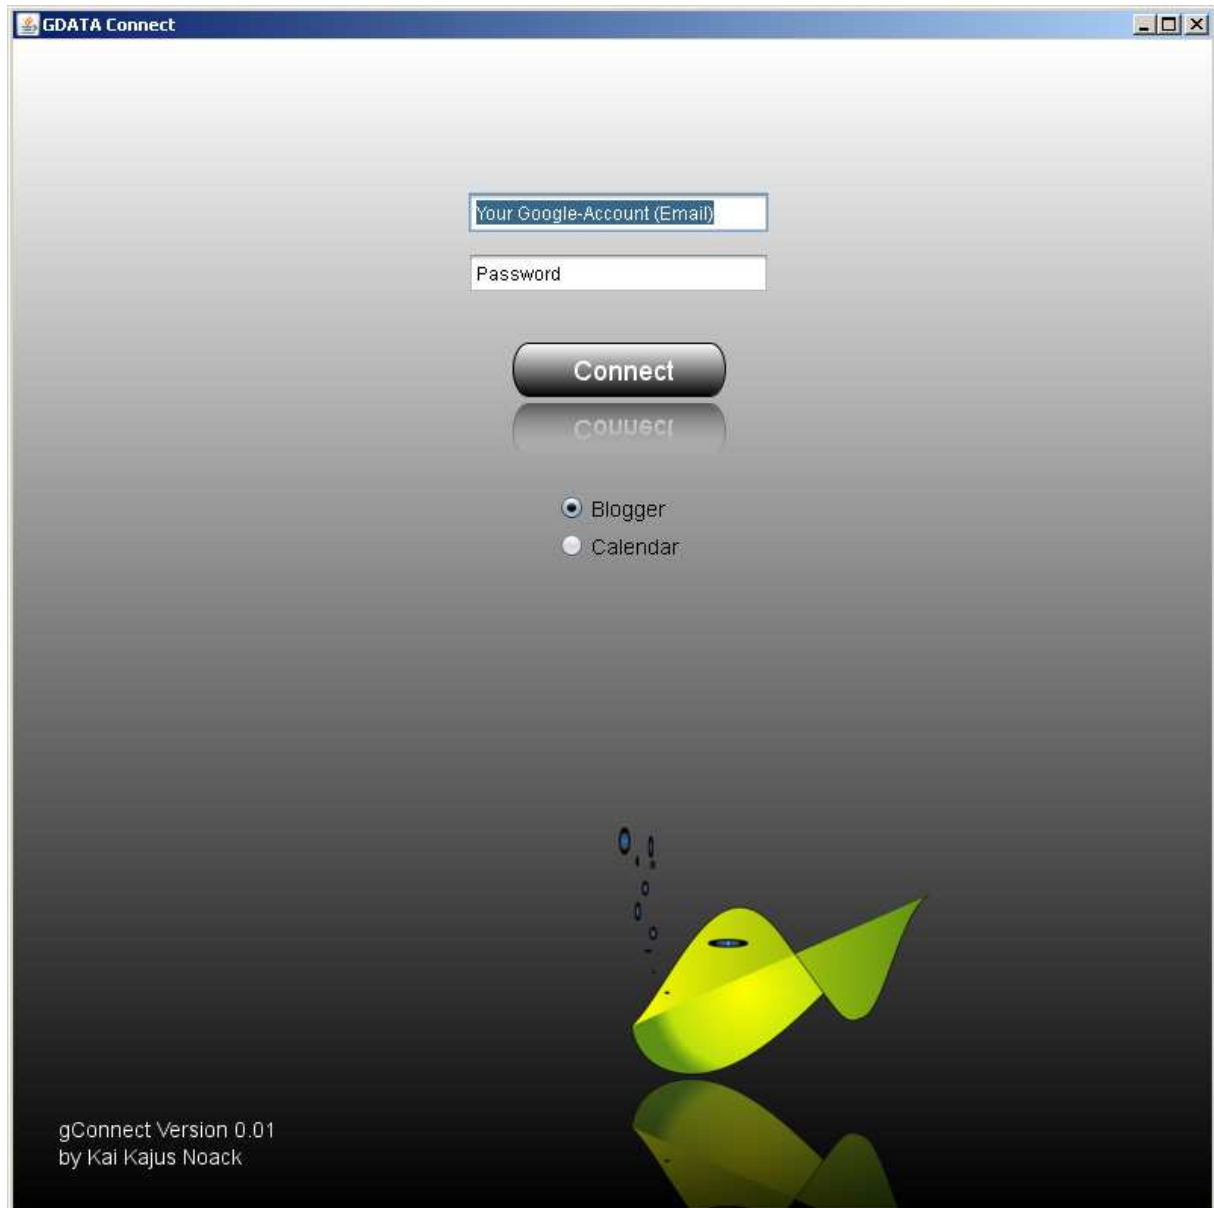 GDATA Connect
Your Google-Account (Email)
Password
Connect
Connect
Blogger
Calendar
gConnect Version 0.01
by Kai Kajus Noack